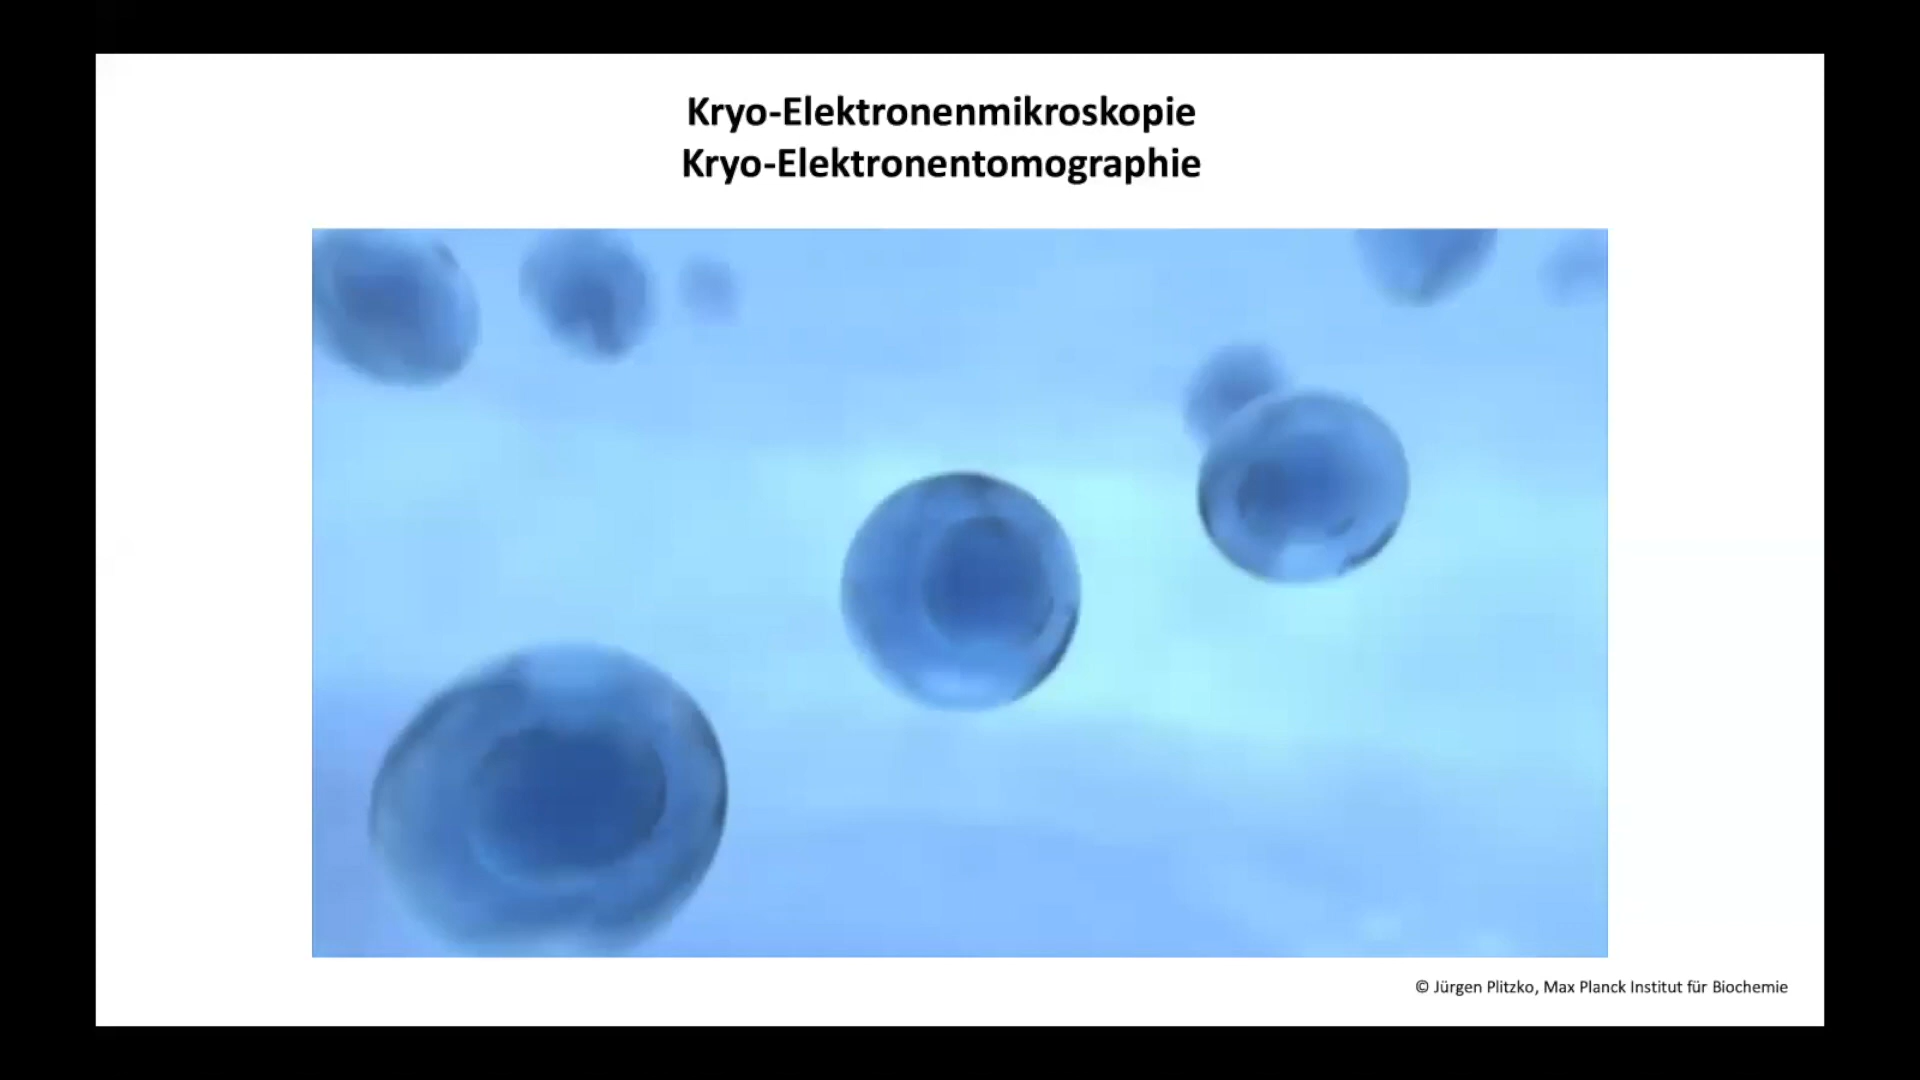 Kryo-Elektronenmikroskopie
Kryo-Elektronentomographie
© Jürgen Plitzko, Max Planck Institut für Biochemie